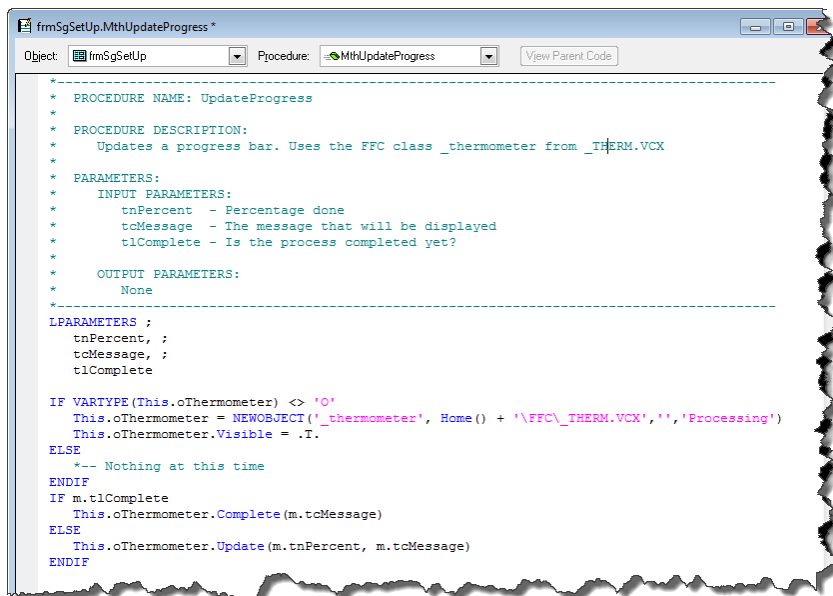 frmSgSetUp.MthUpdateProgress *
Object: frmSgSetUp Procedure: MthUpdateProgress View Parent Code
*------------------------------------------------------------------------------------------
*  PROCEDURE NAME: UpdateProgress
*
*  PROCEDURE DESCRIPTION:
*     Updates a progress bar. Uses the FFC class _thermometer from _THERM.VCX
*
*  PARAMETERS:
*     INPUT PARAMETERS:
*        tnPercent  - Percentage done
*        tcMessage  - The message that will be displayed
*        tlComplete - Is the process completed yet?
*
*     OUTPUT PARAMETERS:
*        None
*------------------------------------------------------------------------------------------
LPARAMETERS ;
   tnPercent, ;
   tcMessage, ;
   tlComplete

IF VARTYPE(This.oThermometer) <> 'O'
   This.oThermometer = NEWOBJECT('_thermometer', Home() + '\FFC\_THERM.VCX','','Processing')
   This.oThermometer.Visible = .T.
ELSE
   *-- Nothing at this time
ENDIF
IF m.tlComplete
   This.oThermometer.Complete(m.tcMessage)
ELSE
   This.oThermometer.Update(m.tnPercent, m.tcMessage)
ENDIF